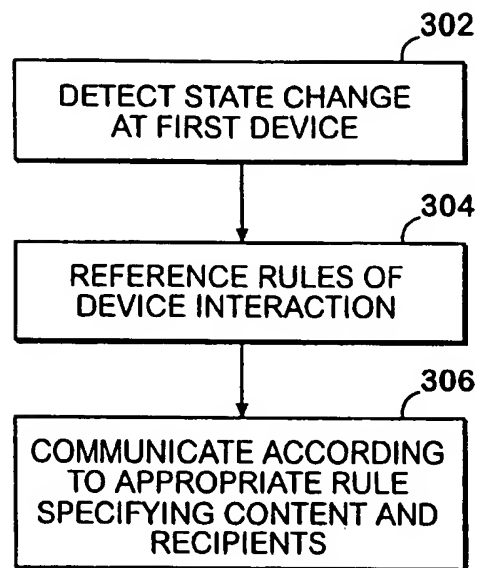 302
DETECT STATE CHANGE
AT FIRST DEVICE
304
REFERENCE RULES OF
DEVICE INTERACTION
306
COMMUNICATE ACCORDING
TO APPROPRIATE RULE
SPECIFYING CONTENT AND
RECIPIENTS